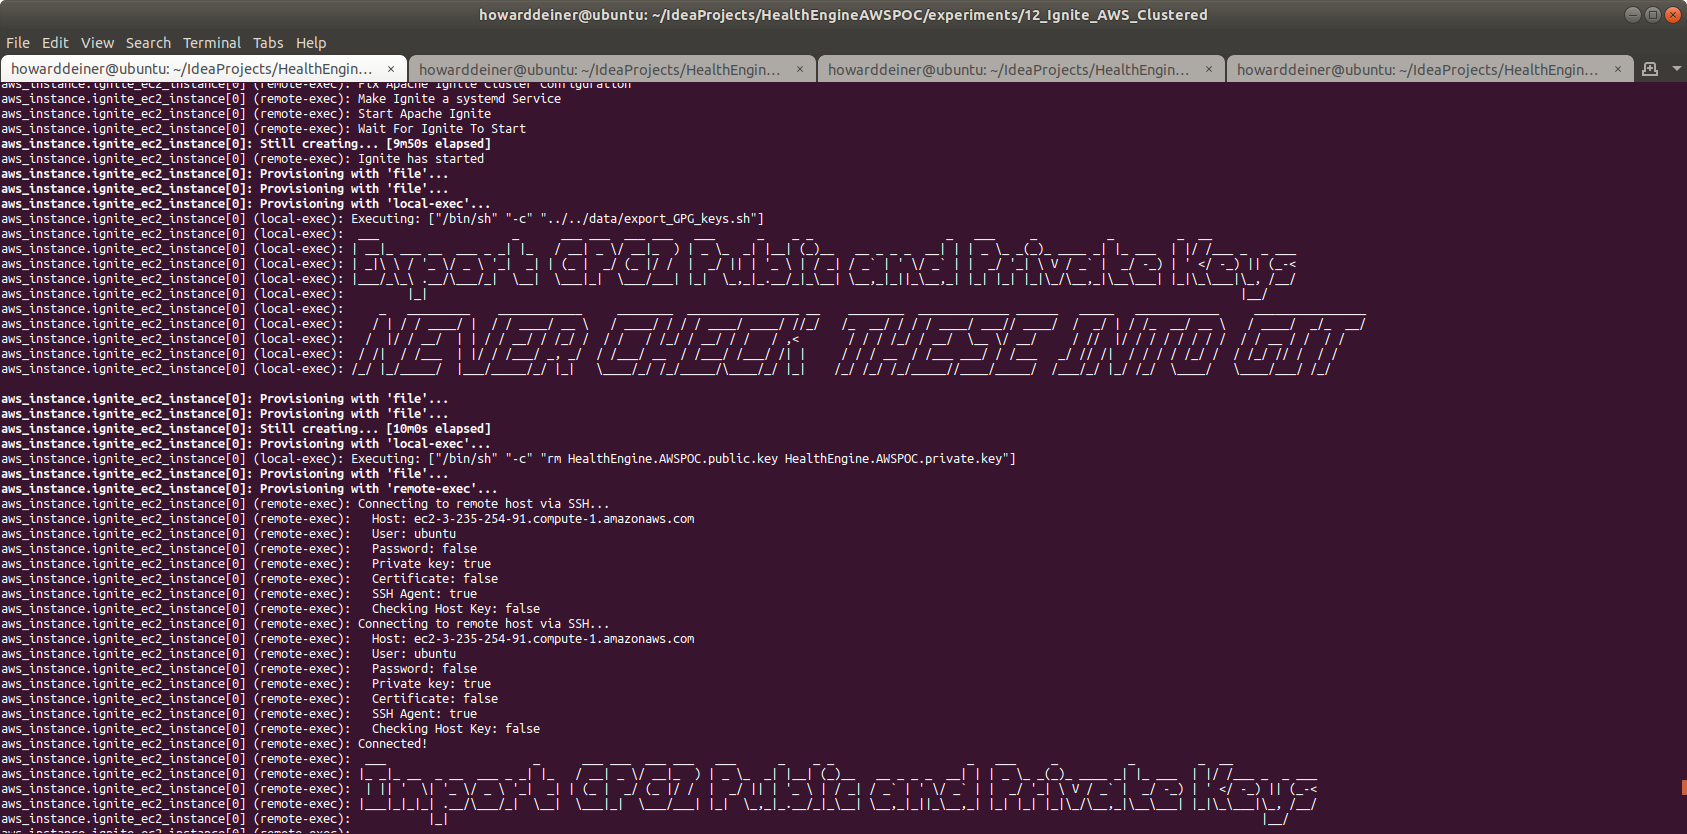 howarddeiner@ubuntu: ~/IdeaProjects/HealthEngineAWSPOC/experiments/12_Ignite_AWS_Clustered
File Edit View Search Terminal Tabs Help
howarddeiner@ubuntu: ~/IdeaProjects/HealthEngin... × howarddeiner@ubuntu: ~/IdeaProjects/HealthEngin... × howarddeiner@ubuntu: ~/IdeaProjects/HealthEngin... × howarddeiner@ubuntu: ~/IdeaProjects/HealthEngin... ×
aws_instance.ignite_ec2_instance[0] (remote-exec): Fix Apache Ignite Cluster Configuration
aws_instance.ignite_ec2_instance[0] (remote-exec): Make Ignite a systemd Service
aws_instance.ignite_ec2_instance[0] (remote-exec): Start Apache Ignite
aws_instance.ignite_ec2_instance[0] (remote-exec): Wait For Ignite To Start
aws_instance.ignite_ec2_instance[0]: Still creating... [9m50s elapsed]
aws_instance.ignite_ec2_instance[0] (remote-exec): Ignite has started
aws_instance.ignite_ec2_instance[0]: Provisioning with 'file'...
aws_instance.ignite_ec2_instance[0]: Provisioning with 'file'...
aws_instance.ignite_ec2_instance[0]: Provisioning with 'local-exec'...
aws_instance.ignite_ec2_instance[0] (local-exec): Executing: ["/bin/sh" "-c" "../../data/export_GPG_keys.sh"]
aws_instance.ignite_ec2_instance[0] (local-exec):
aws_instance.ignite_ec2_instance[0] (local-exec):
aws_instance.ignite_ec2_instance[0] (local-exec): Export GPG2 Public and Private Keys
aws_instance.ignite_ec2_instance[0] (local-exec):
aws_instance.ignite_ec2_instance[0] (local-exec):
aws_instance.ignite_ec2_instance[0] (local-exec):
aws_instance.ignite_ec2_instance[0] (local-exec):
aws_instance.ignite_ec2_instance[0] (local-exec): NEVER CHECK THESE INTO GIT
aws_instance.ignite_ec2_instance[0] (local-exec):
aws_instance.ignite_ec2_instance[0] (local-exec):
aws_instance.ignite_ec2_instance[0]: Provisioning with 'file'...
aws_instance.ignite_ec2_instance[0]: Provisioning with 'file'...
aws_instance.ignite_ec2_instance[0]: Still creating... [10m0s elapsed]
aws_instance.ignite_ec2_instance[0]: Provisioning with 'local-exec'...
aws_instance.ignite_ec2_instance[0] (local-exec): Executing: ["/bin/sh" "-c" "rm HealthEngine.AWSPOC.public.key HealthEngine.AWSPOC.private.key"]
aws_instance.ignite_ec2_instance[0]: Provisioning with 'file'...
aws_instance.ignite_ec2_instance[0]: Provisioning with 'remote-exec'...
aws_instance.ignite_ec2_instance[0] (remote-exec): Connecting to remote host via SSH...
aws_instance.ignite_ec2_instance[0] (remote-exec):   Host: ec2-3-235-254-91.compute-1.amazonaws.com
aws_instance.ignite_ec2_instance[0] (remote-exec):   User: ubuntu
aws_instance.ignite_ec2_instance[0] (remote-exec):   Password: false
aws_instance.ignite_ec2_instance[0] (remote-exec):   Private key: true
aws_instance.ignite_ec2_instance[0] (remote-exec):   Certificate: false
aws_instance.ignite_ec2_instance[0] (remote-exec):   SSH Agent: true
aws_instance.ignite_ec2_instance[0] (remote-exec):   Checking Host Key: false
aws_instance.ignite_ec2_instance[0] (remote-exec): Connecting to remote host via SSH...
aws_instance.ignite_ec2_instance[0] (remote-exec):   Host: ec2-3-235-254-91.compute-1.amazonaws.com
aws_instance.ignite_ec2_instance[0] (remote-exec):   User: ubuntu
aws_instance.ignite_ec2_instance[0] (remote-exec):   Password: false
aws_instance.ignite_ec2_instance[0] (remote-exec):   Private key: true
aws_instance.ignite_ec2_instance[0] (remote-exec):   Certificate: false
aws_instance.ignite_ec2_instance[0] (remote-exec):   SSH Agent: true
aws_instance.ignite_ec2_instance[0] (remote-exec):   Checking Host Key: false
aws_instance.ignite_ec2_instance[0] (remote-exec): Connected!
aws_instance.ignite_ec2_instance[0] (remote-exec):
aws_instance.ignite_ec2_instance[0] (remote-exec):
aws_instance.ignite_ec2_instance[0] (remote-exec): Import GPG2 Public and Private Keys
aws_instance.ignite_ec2_instance[0] (remote-exec):
aws_instance.ignite_ec2_instance[0] (remote-exec):